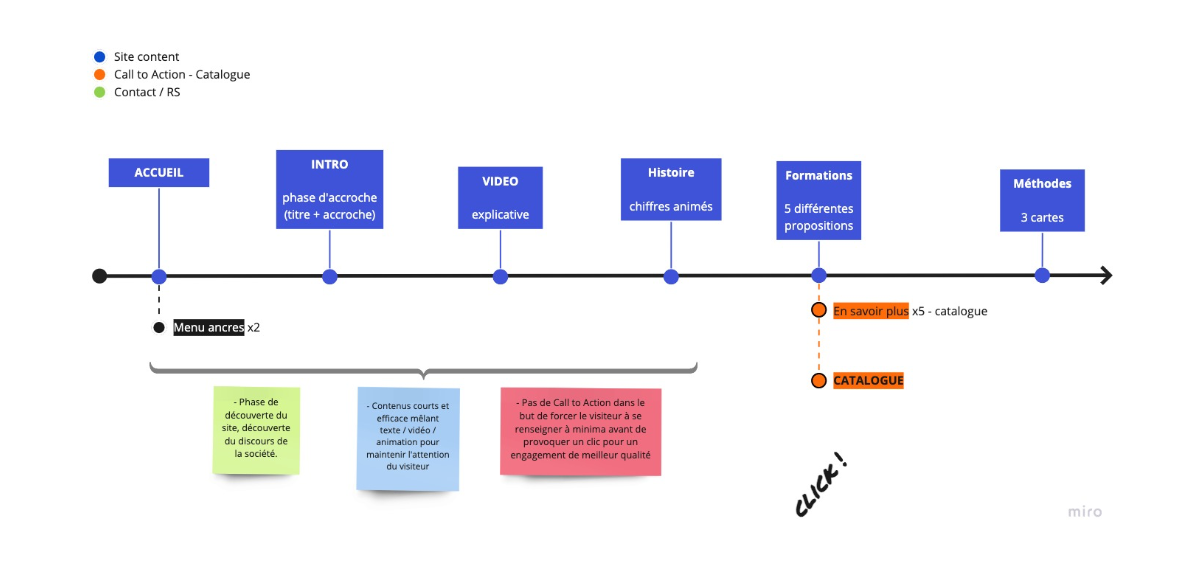 Site content
Call to Action - Catalogue
Contact / RS
ACCUEIL
INTRO
phase d'accroche
(titre + accroche)
VIDEO
explicative
Histoire
chiffres animés
Formations
5 différentes
propositions
Méthodes
3 cartes
Menu ancres x2
En savoir plus x5 - catalogue
CATALOGUE
- Phase de
découverte du
site, découverte
du discours de
la société.
- Contenus courts et
efficace mêlant
texte / vidéo /
animation pour
maintenir l'attention
du visiteur
- Pas de Call to Action dans le
but de forcer le visiteur à se
renseigner à minima avant de
provoquer un clic pour un
engagement de meilleur qualité
CLICK!
miro